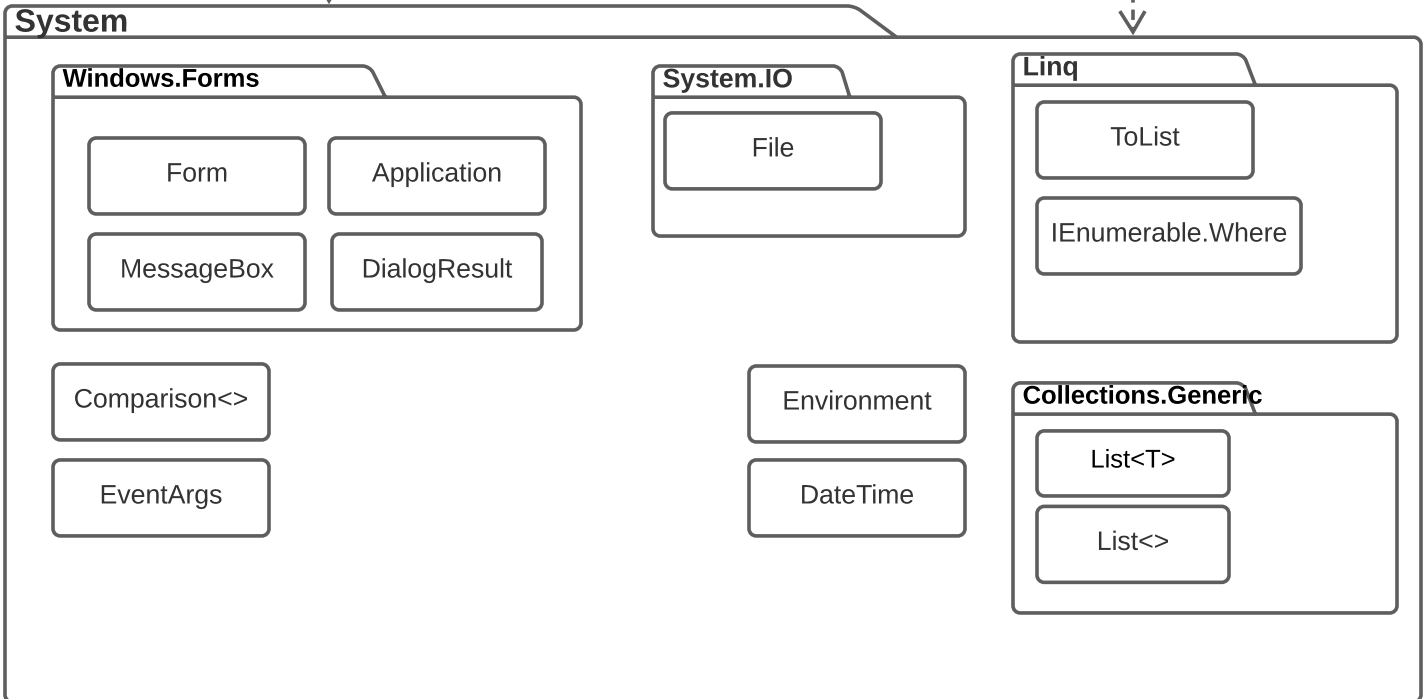 System
Windows.Forms
Form
Application
MessageBox
DialogResult
System.IO
File
Linq
ToList
IEnumerable.Where
Comparison<>
EventArgs
Environment
DateTime
Collections.Generic
List<T>
List<>